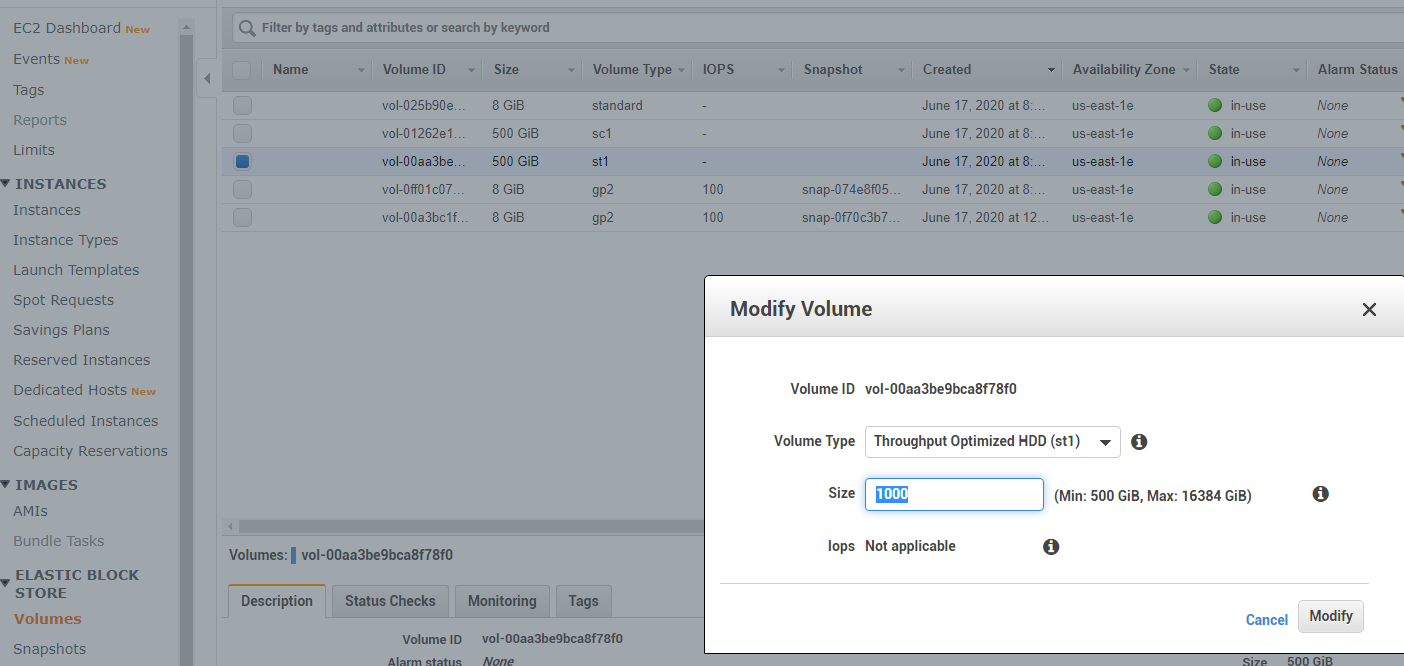 EC2 Dashboard New
Events New
Tags
Reports
Limits
INSTANCES
Instances
Instance Types
Launch Templates
Spot Requests
Savings Plans
Reserved Instances
Dedicated Hosts New
Scheduled Instances
Capacity Reservations
IMAGES
AMIs
Bundle Tasks
ELASTIC BLOCK
STORE
Volumes
Snapshots
Filter by tags and attributes or search by keyword
Name Volume ID Size Volume Type IOPS Snapshot Created Availability Zone State Alarm Status
vol-025b90e... 8 GiB standard - June 17, 2020 at 8:... us-east-1e in-use None
vol-01262e1... 500 GiB sc1 - June 17, 2020 at 8:... us-east-1e in-use None
vol-00aa3be... 500 GiB st1 - June 17, 2020 at 8:... us-east-1e in-use None
vol-0ff01c07... 8 GiB gp2 100 snap-074e8f05... June 17, 2020 at 8:... us-east-1e in-use None
vol-00a3bc1f... 8 GiB gp2 100 snap-0f70c3b7... June 17, 2020 at 12... us-east-1e in-use None
Modify Volume
Volume ID vol-00aa3be9bca8f78f0
Volume Type Throughput Optimized HDD (st1)
Size 1000 (Min: 500 GiB, Max: 16384 GiB)
Iops Not applicable
Cancel Modify
Volumes: vol-00aa3be9bca8f78f0
Description Status Checks Monitoring Tags
Volume ID vol-00aa3be9bca8f78f0
Alarm status None Size 500 GiB